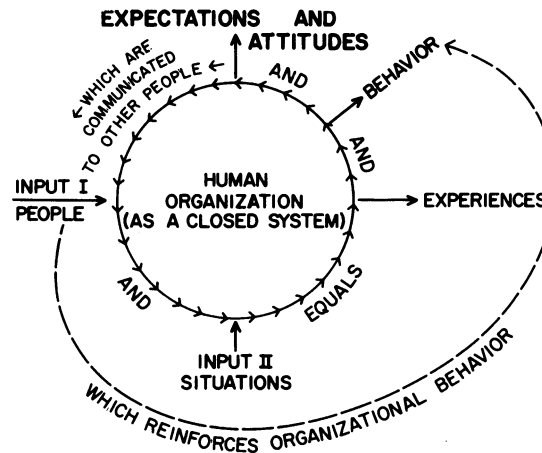 EXPECTATIONS AND
ATTITUDES
← WHICH ARE
COMMUNICATED
TO OTHER PEOPLE ←
AND
BEHAVIOR
AND
INPUT I
PEOPLE
HUMAN
ORGANIZATION
(AS A CLOSED SYSTEM)
EXPERIENCES
AND
EQUALS
INPUT II
SITUATIONS
WHICH REINFORCES ORGANIZATIONAL BEHAVIOR